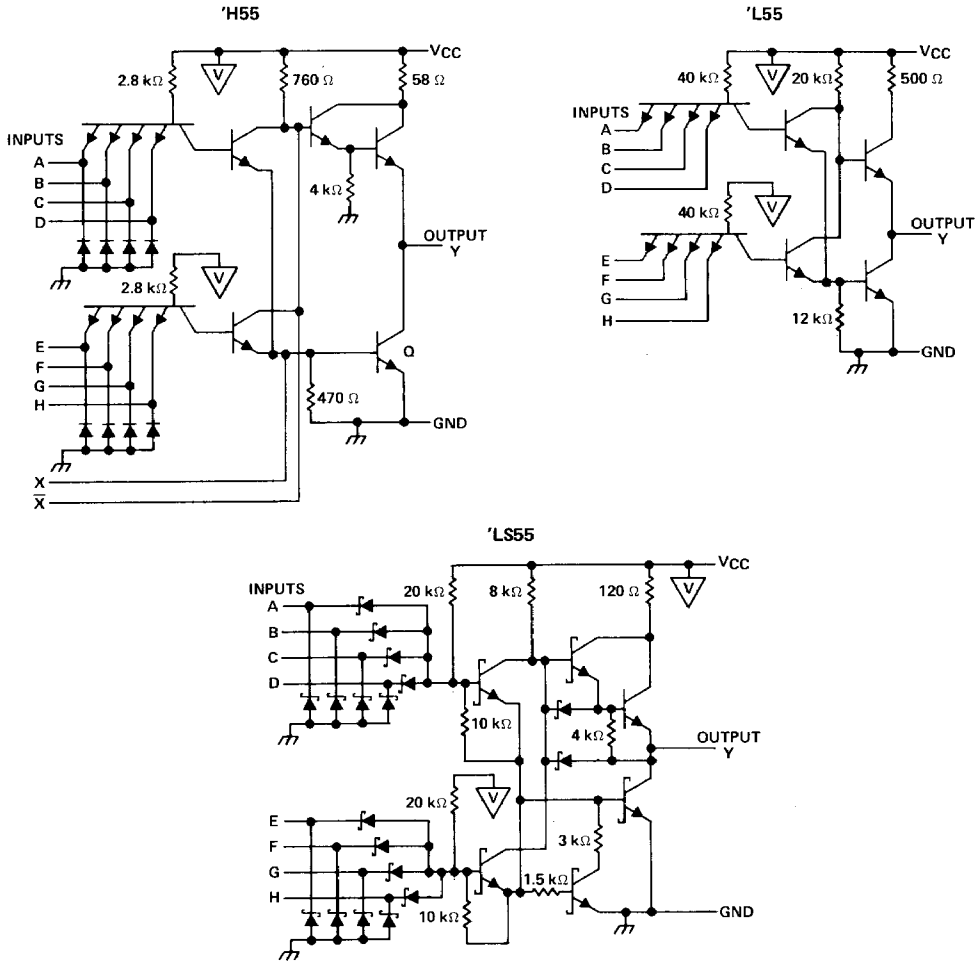 'H55
VCC
V
2.8 kΩ
760 Ω
58 Ω
INPUTS
A
B
C
D
4 kΩ
OUTPUT
Y
V
2.8 kΩ
E
F
G
H
Q
470 Ω
GND
X
X̅
'L55
VCC
40 kΩ
20 kΩ
500 Ω
INPUTS
A
B
C
D
V
40 kΩ
OUTPUT
Y
E
F
G
H
12 kΩ
GND
'LS55
VCC
20 kΩ
8 kΩ
120 Ω
V
INPUTS
A
B
C
D
10 kΩ
4 kΩ
OUTPUT
Y
20 kΩ
V
E
F
G
H
3 kΩ
1.5 kΩ
10 kΩ
GND